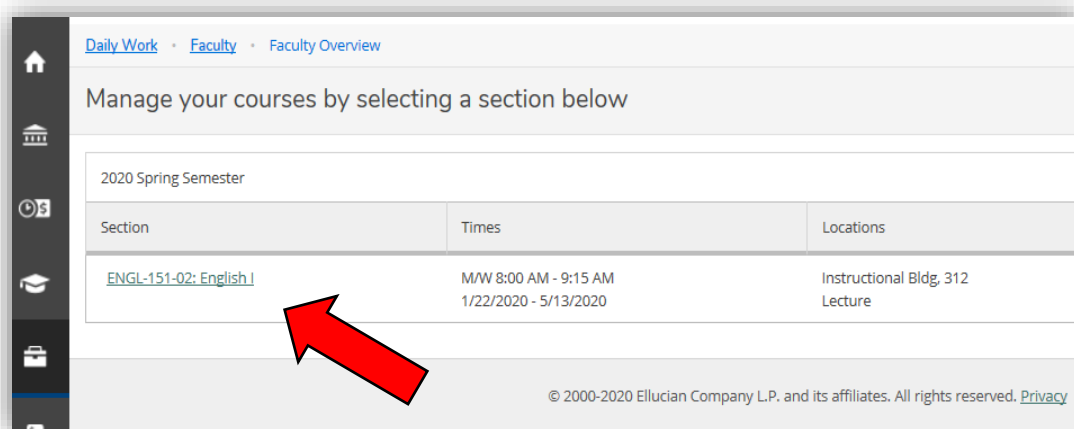 Daily Work · Faculty · Faculty Overview
Manage your courses by selecting a section below
2020 Spring Semester
Section Times Locations
ENGL-151-02: English I M/W 8:00 AM - 9:15 AM Instructional Bldg, 312
1/22/2020 - 5/13/2020 Lecture
© 2000-2020 Ellucian Company L.P. and its affiliates. All rights reserved. Privacy